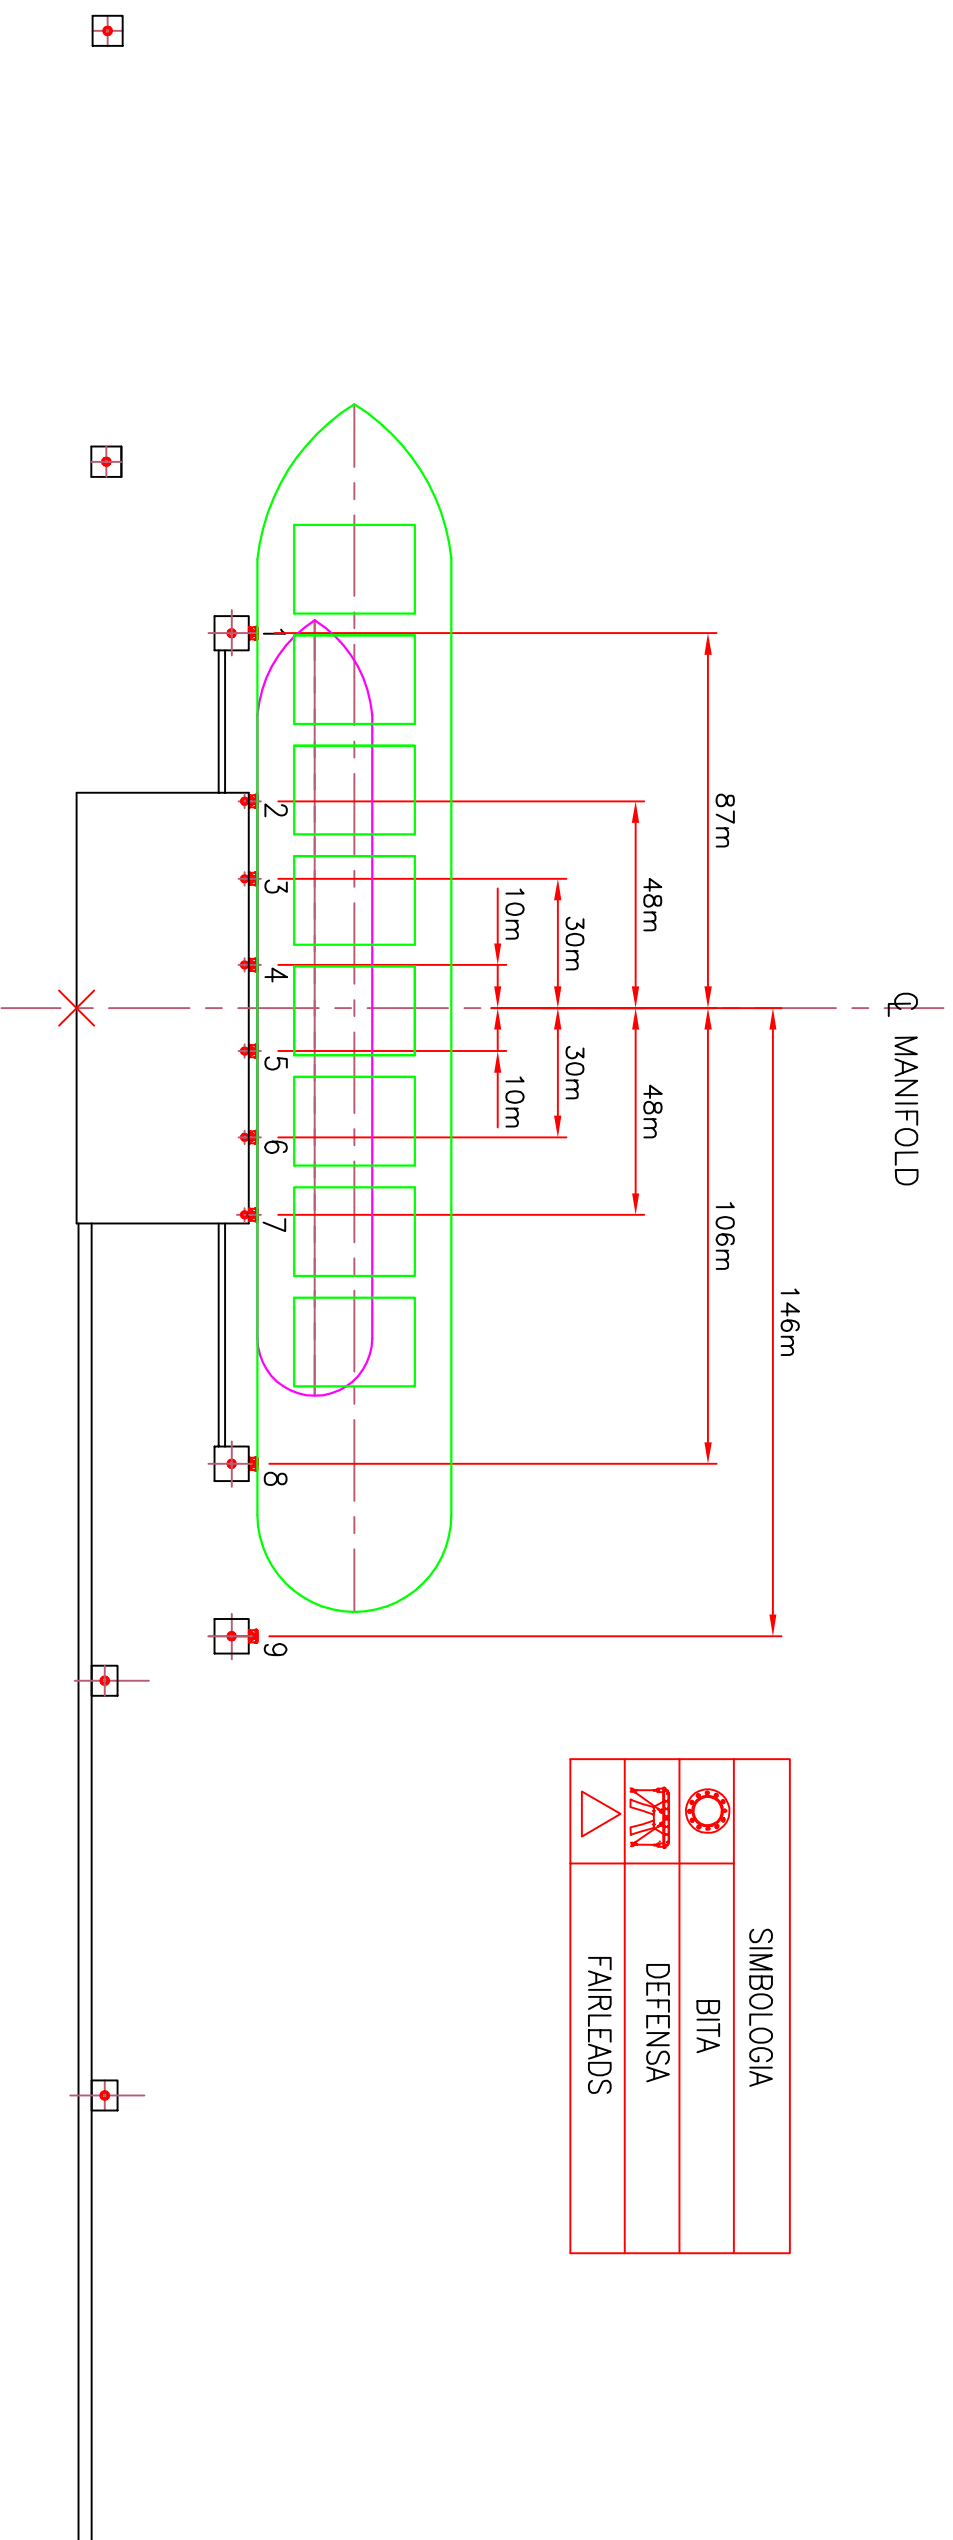 ℄ MANIFOLD
146m
87m
106m
48m
48m
30m
30m
10m
10m
1
2
3
4
5
6
7
8
9
SIMBOLOGIA
BITA
DEFENSA
FAIRLEADS